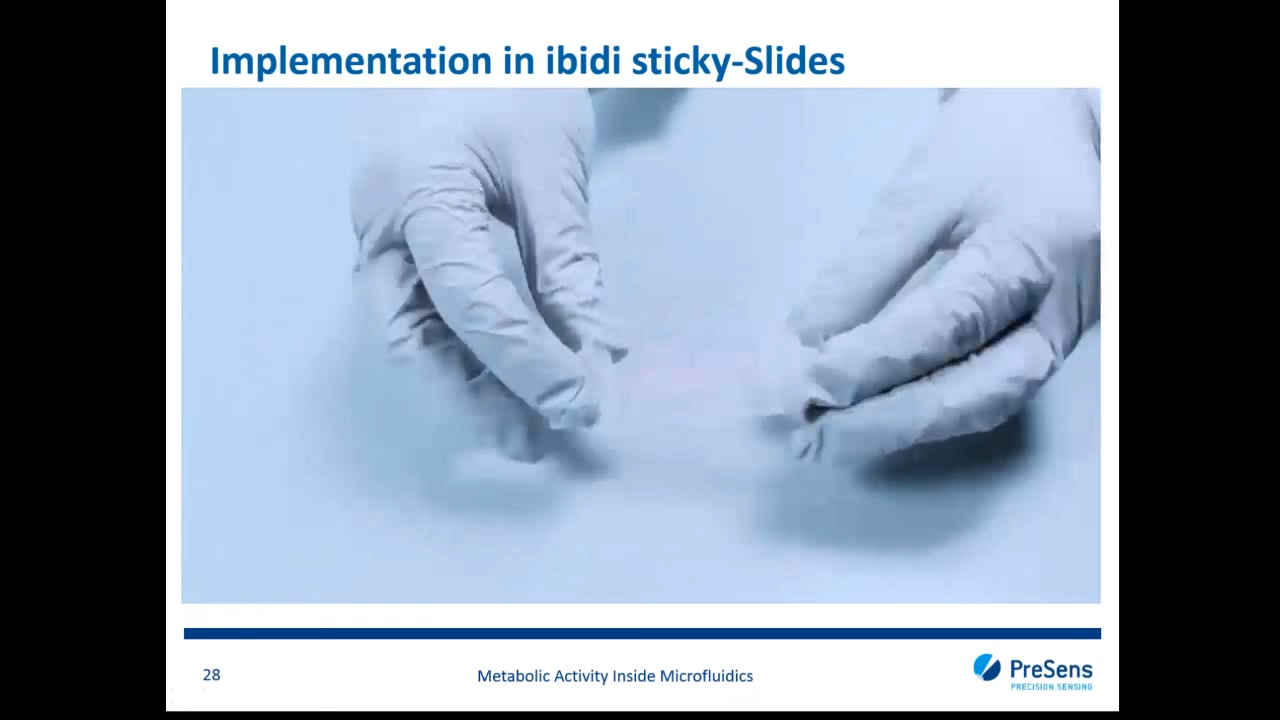 Implementation in ibidi sticky-Slides
28
Metabolic Activity Inside Microfluidics
PreSens
PRECISION SENSING